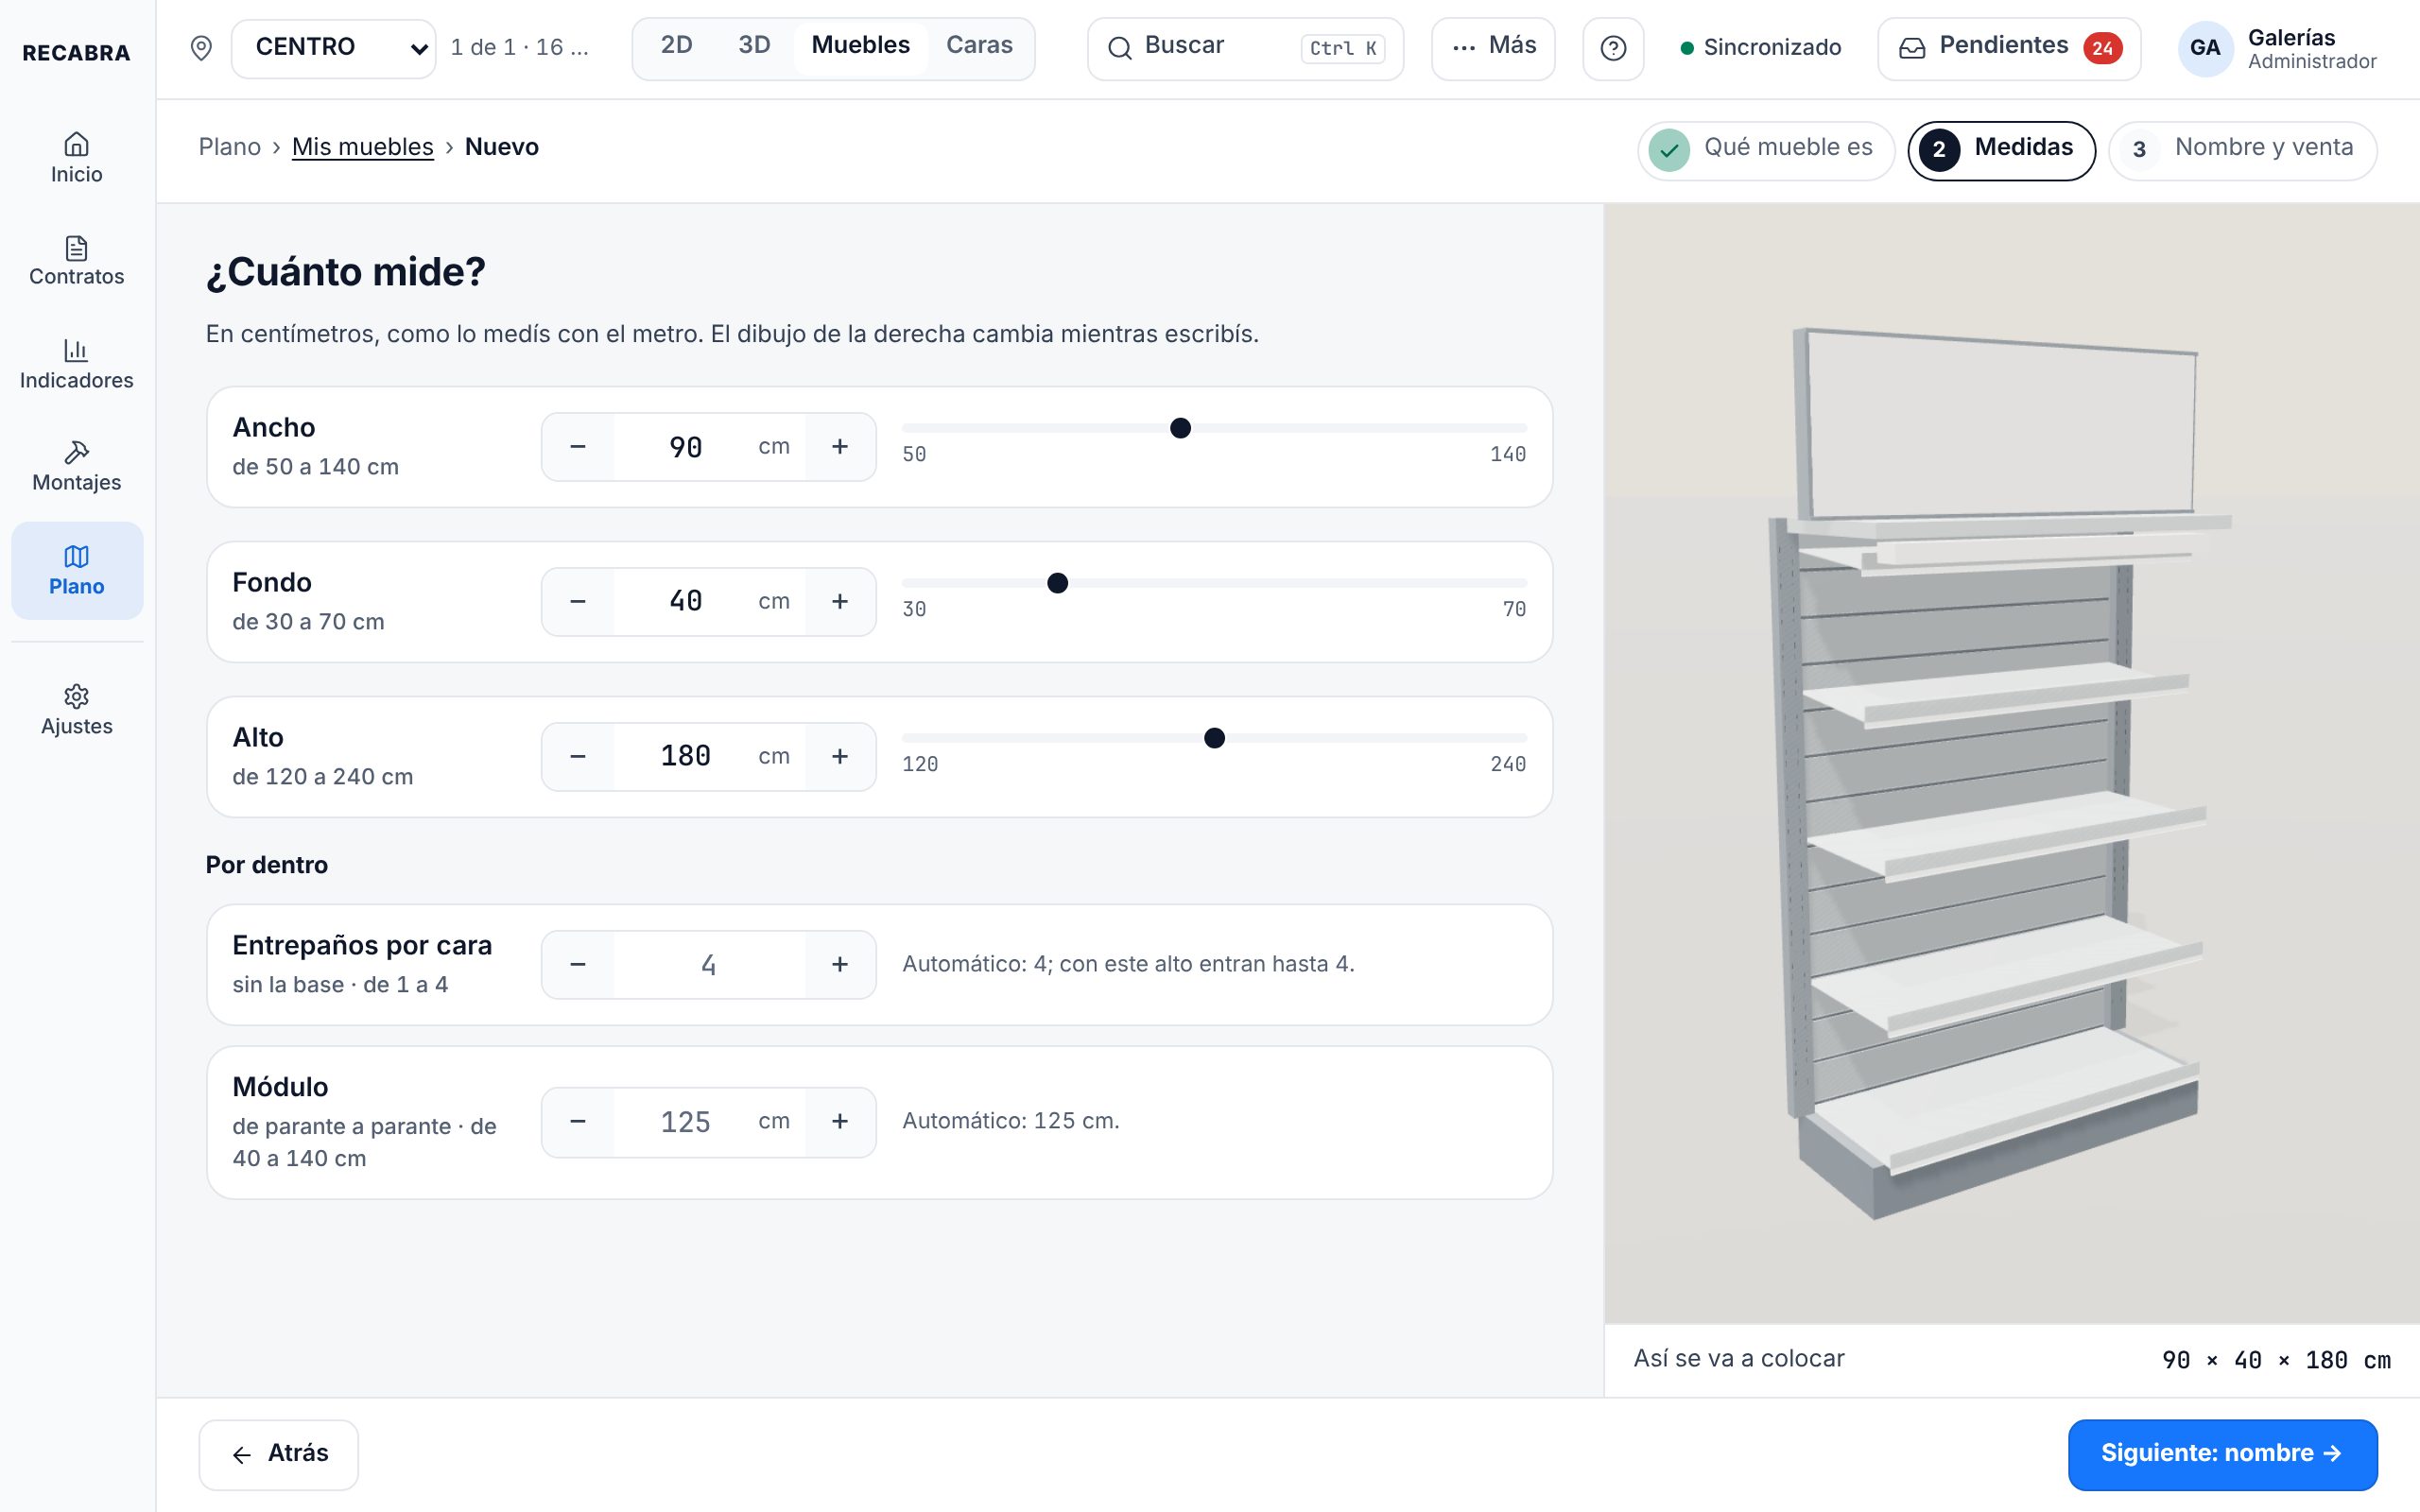 RECABRA
CENTRO
1 de 1 · 16 ...
2D
3D
Muebles
Caras
Buscar
Ctrl K
Más
Sincronizado
Pendientes
24
GA
Galerías
Administrador
Inicio
Contratos
Indicadores
Montajes
Plano
Ajustes
Plano › Mis muebles › Nuevo
Qué mueble es
2 Medidas
3 Nombre y venta
¿Cuánto mide?
En centímetros, como lo medís con el metro. El dibujo de la derecha cambia mientras escribís.
Ancho
de 50 a 140 cm
− 90 cm +
50
140
Fondo
de 30 a 70 cm
− 40 cm +
30
70
Alto
de 120 a 240 cm
− 180 cm +
120
240
Por dentro
Entrepaños por cara
sin la base · de 1 a 4
− 4 +
Automático: 4; con este alto entran hasta 4.
Módulo
de parante a parante · de
40 a 140 cm
− 125 cm +
Automático: 125 cm.
Así se va a colocar
90 × 40 × 180 cm
← Atrás
Siguiente: nombre →